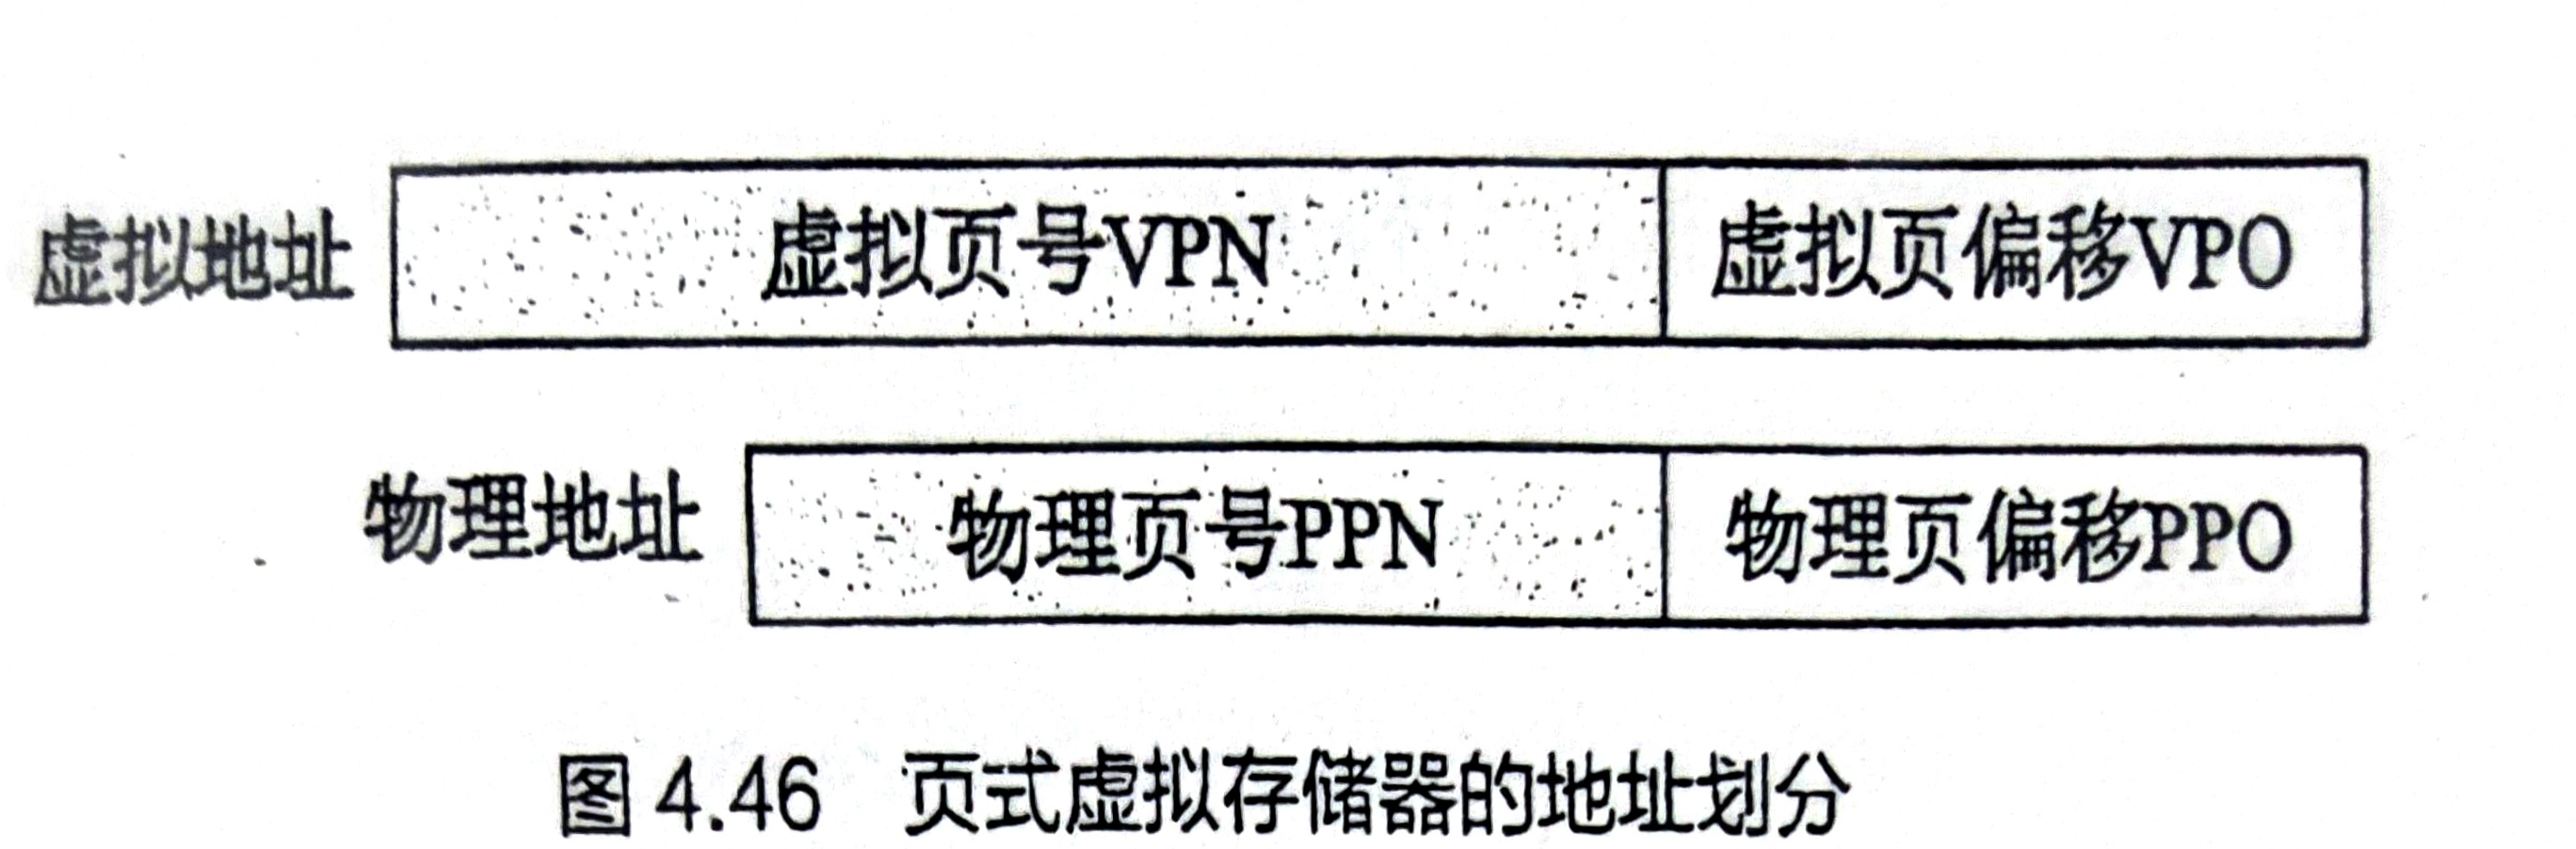 虚拟地址 虚拟页号VPN 虚拟页偏移VPO
物理地址 物理页号PPN 物理页偏移PPO
图 4.46 页式虚拟存储器的地址划分